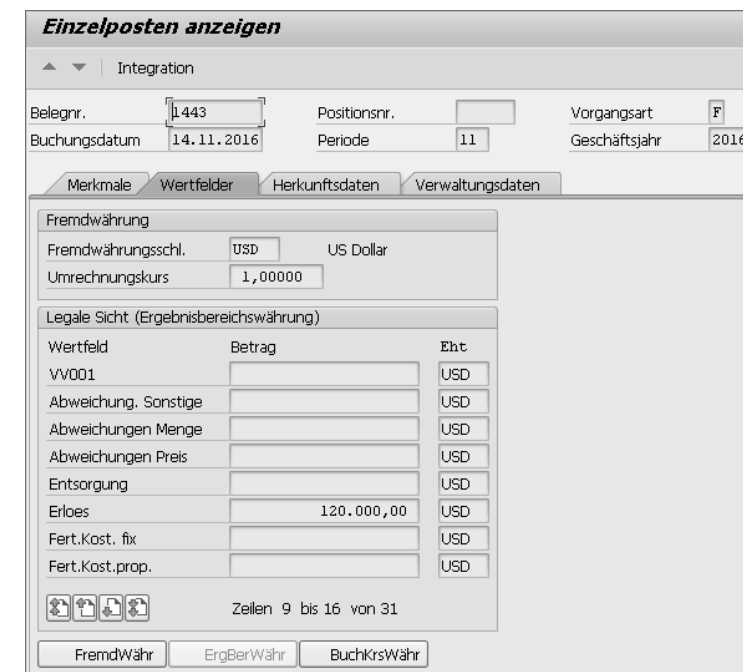 Einzelposten anzeigen
Integration
Belegnr. 1443 Positionsnr. Vorgangsart F
Buchungsdatum 14.11.2016 Periode 11 Geschäftsjahr 2016
Merkmale Wertfelder Herkunftsdaten Verwaltungsdaten
Fremdwährung
Fremdwährungsschl. USD US Dollar
Umrechnungskurs 1,00000
Legale Sicht (Ergebnisbereichswährung)
Wertfeld Betrag Eht
VV001 USD
Abweichung. Sonstige USD
Abweichungen Menge USD
Abweichungen Preis USD
Entsorgung USD
Erloes 120.000,00 USD
Fert.Kost. fix USD
Fert.Kost.prop. USD
Zeilen 9 bis 16 von 31
FremdWähr ErgBerWähr BuchKrsWähr